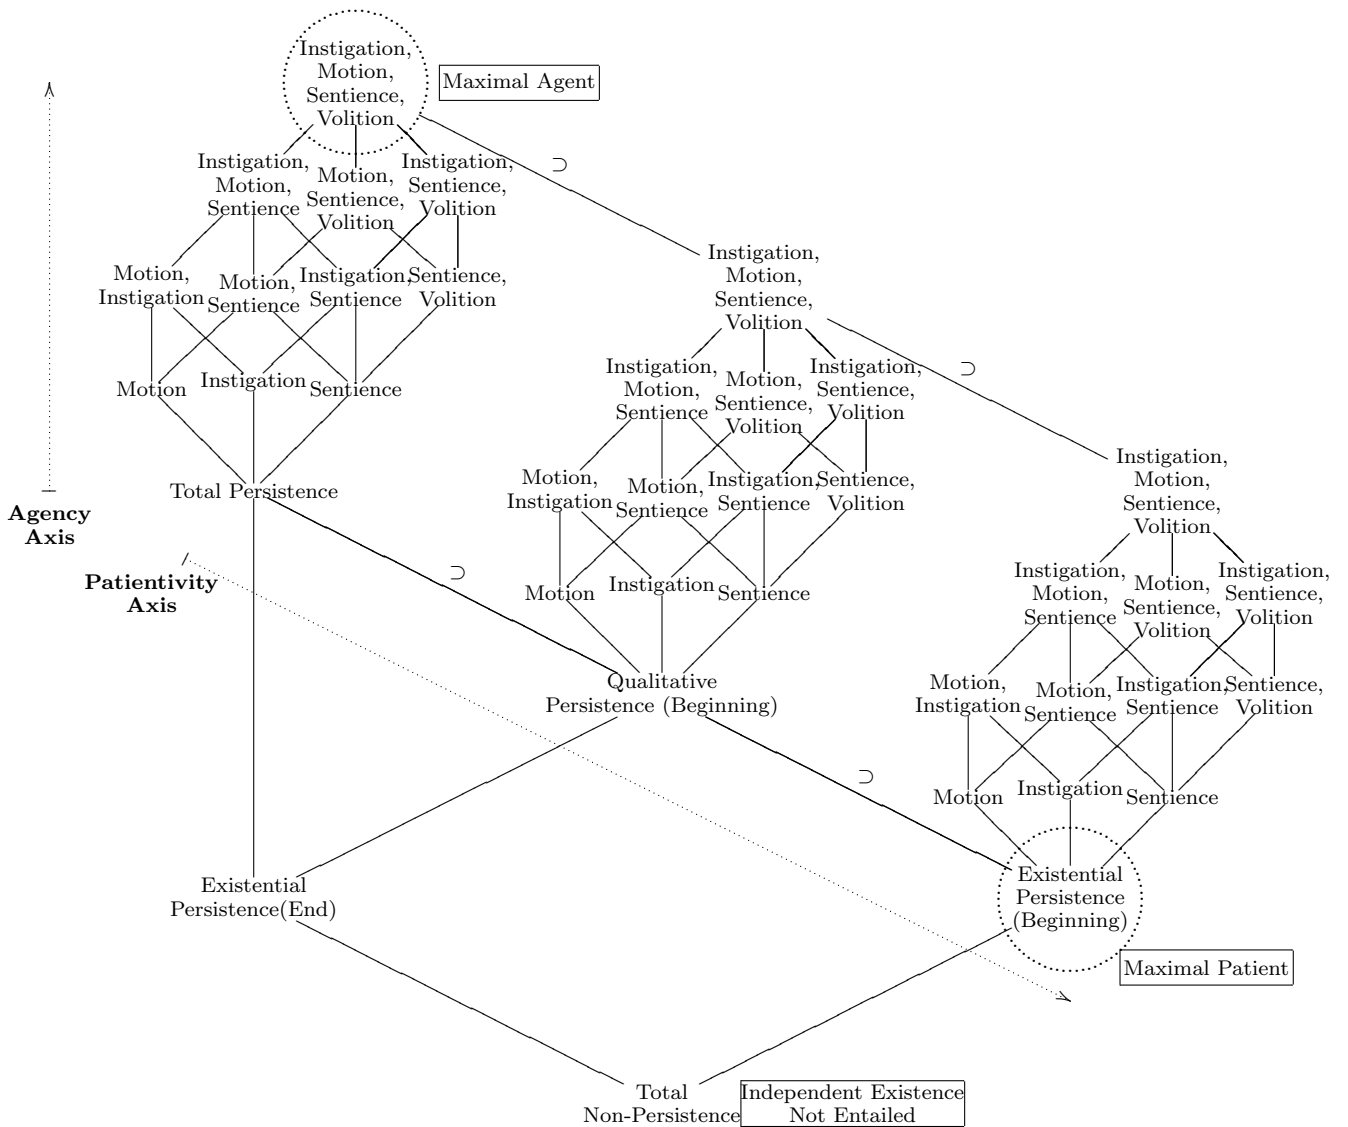 Instigation,
Motion,
Sentience,
Volition
Maximal Agent
Instigation,
Motion,
Sentience
Motion,
Sentience,
Volition
Instigation,
Sentience,
Volition
⊃
Motion,
Instigation
Motion,
Sentience
Instigation,
Sentience
Sentience,
Volition
Motion
Instigation
Sentience
Total Persistence
Agency
Axis
Patientivity
Axis
⊃
Instigation,
Motion,
Sentience,
Volition
⊃
Instigation,
Motion,
Sentience
Motion,
Sentience,
Volition
Instigation,
Sentience,
Volition
Motion,
Instigation
Motion,
Sentience
Instigation,
Sentience
Sentience,
Volition
Motion
Instigation
Sentience
Qualitative
Persistence (Beginning)
⊃
Instigation,
Motion,
Sentience,
Volition
Instigation,
Motion,
Sentience
Motion,
Sentience,
Volition
Instigation,
Sentience,
Volition
Motion,
Instigation
Motion,
Sentience
Instigation,
Sentience
Sentience,
Volition
Motion
Instigation
Sentience
Existential
Persistence(End)
Existential
Persistence
(Beginning)
Maximal Patient
Total
Non-Persistence
Independent Existence
Not Entailed